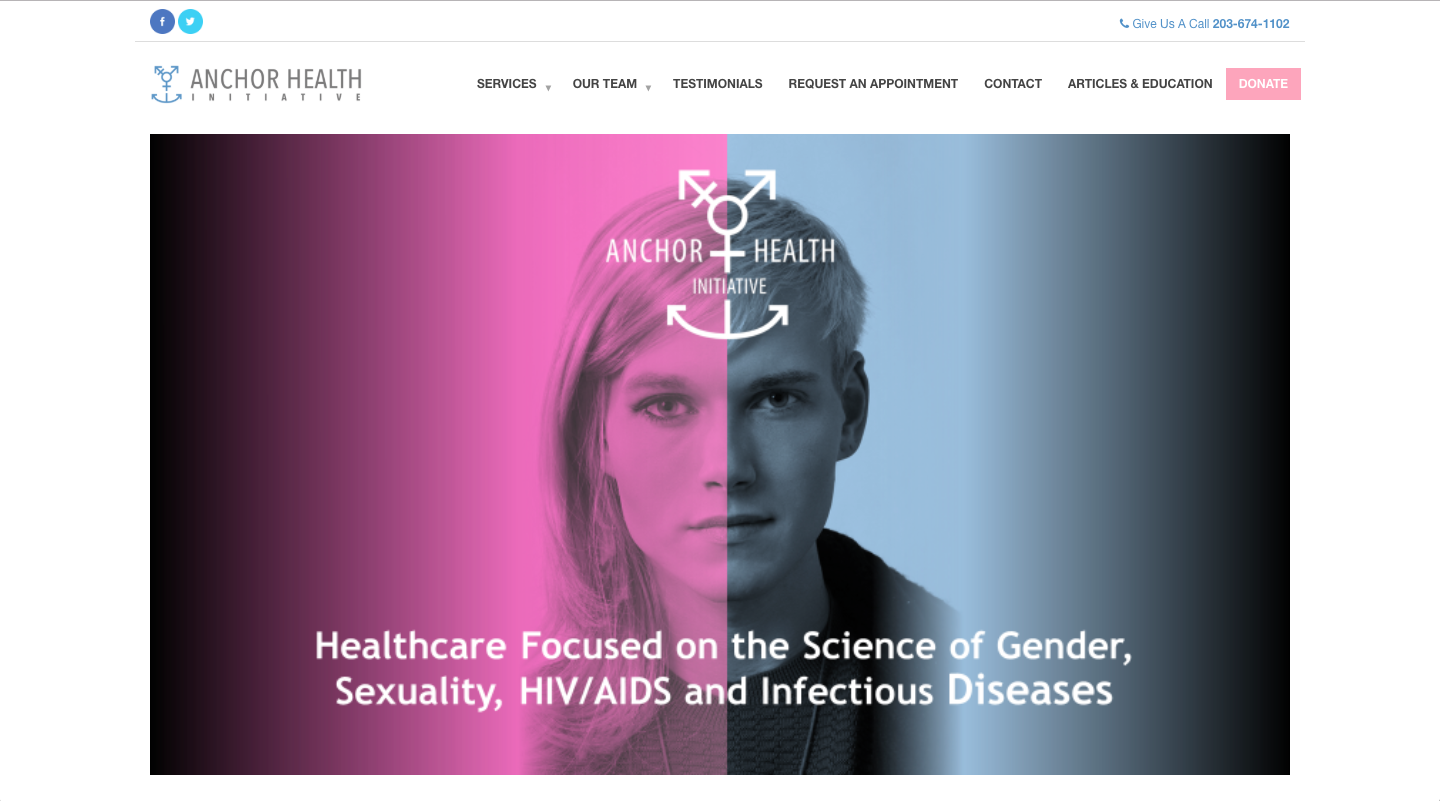 Give Us A Call 203-674-1102
ANCHOR HEALTH
INITIATIVE
SERVICES ▼ OUR TEAM ▼ TESTIMONIALS REQUEST AN APPOINTMENT CONTACT ARTICLES & EDUCATION DONATE
ANCHOR HEALTH
INITIATIVE
Healthcare Focused on the Science of Gender,
Sexuality, HIV/AIDS and Infectious Diseases